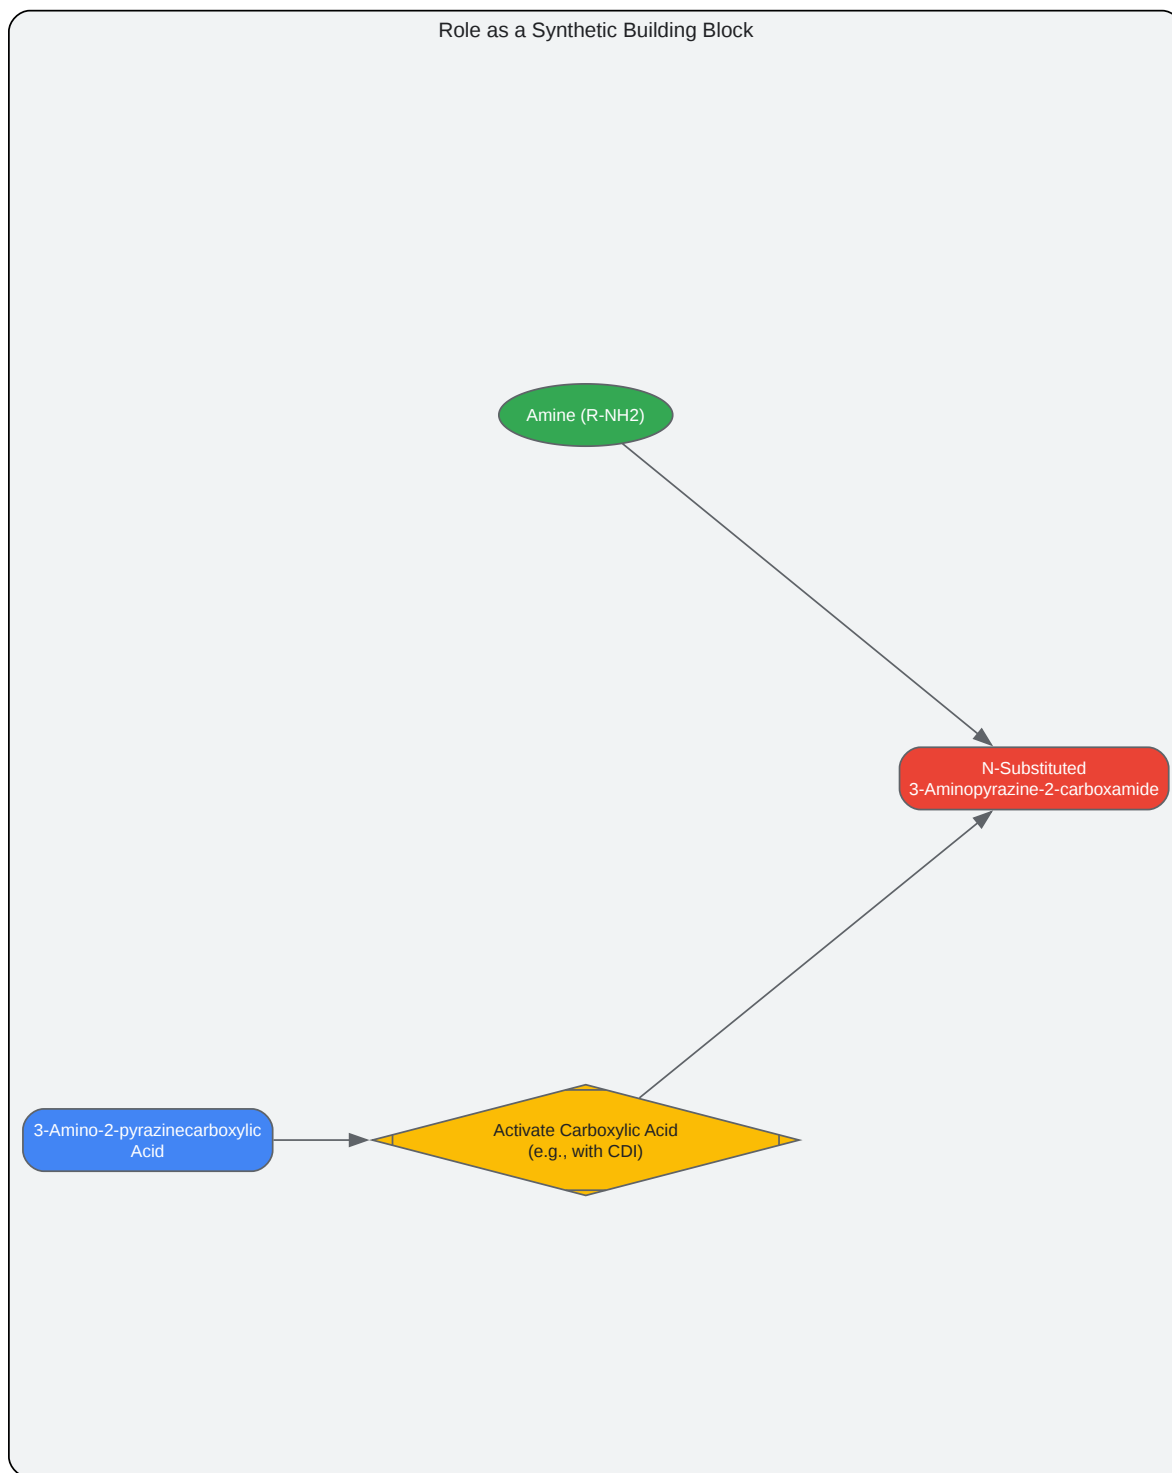 Role as a Synthetic Building Block
Amine (R-NH2)
N-Substituted
3-Aminopyrazine-2-carboxamide
3-Amino-2-pyrazinecarboxylic
Acid
Activate Carboxylic Acid
(e.g., with CDI)